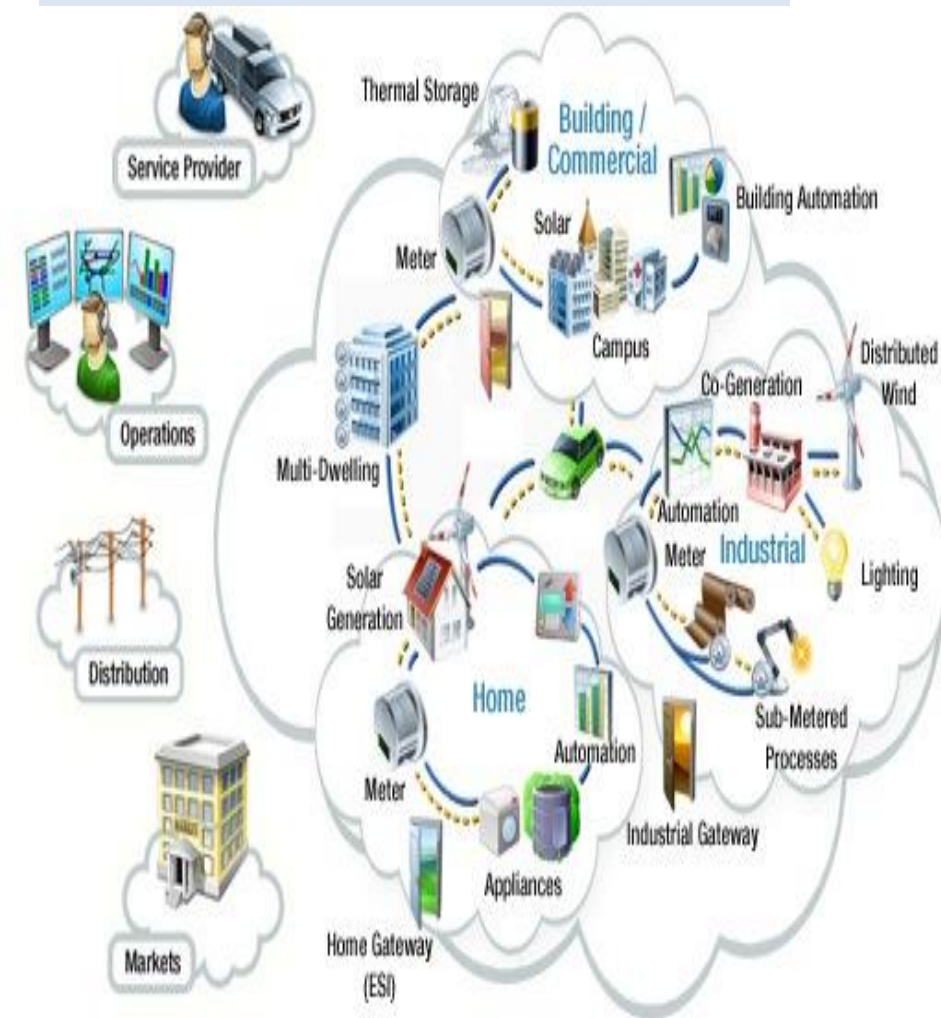 Service Provider
Operations
Distribution
Markets
Thermal Storage
Building /
Commercial
Building Automation
Solar
Meter
Campus
Multi-Dwelling
Co-Generation
Distributed
Wind
Automation
Meter
Industrial
Lighting
Sub-Metered
Processes
Industrial Gateway
Solar
Generation
Home
Automation
Meter
Appliances
Home Gateway
(ESI)